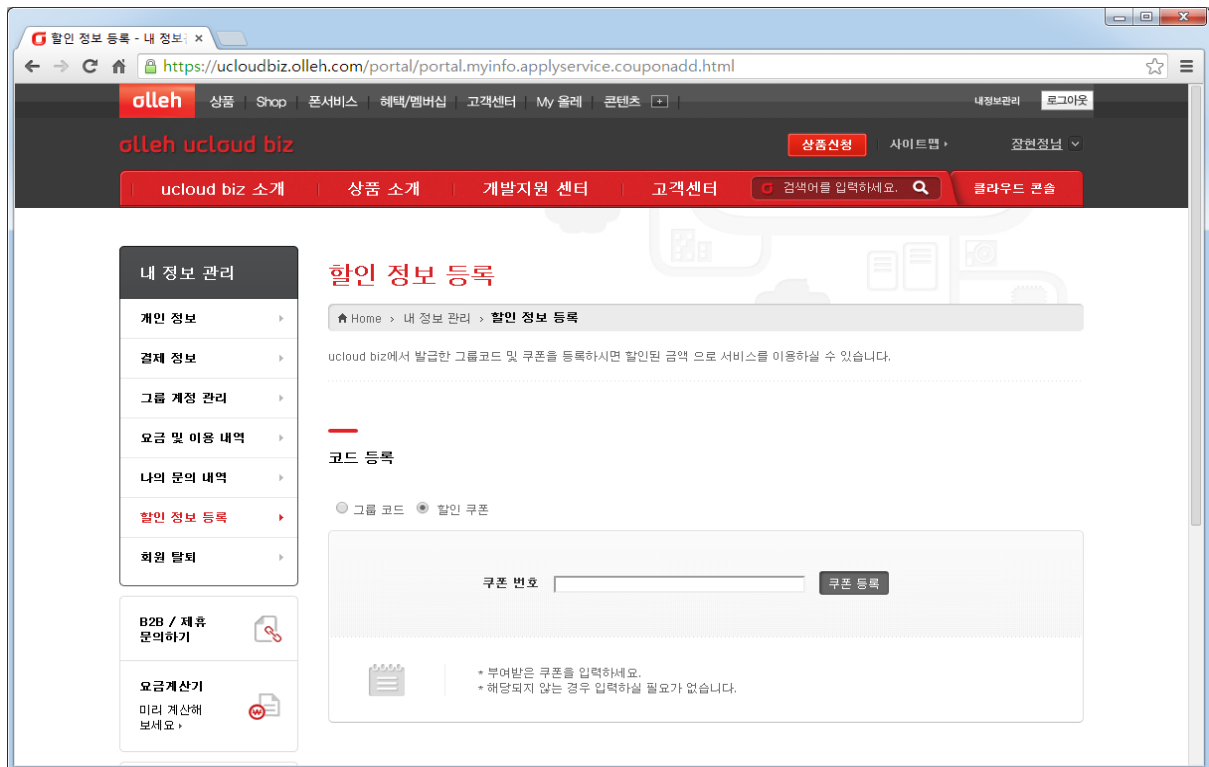 할인 정보 등록 - 내 정보
https://ucloudbiz.olleh.com/portal/portal.myinfo.applyservice.couponadd.html
olleh 상품 Shop 폰서비스 혜택/멤버십 고객센터 My 올레 콘텐츠 + 내정보관리 로그아웃
olleh ucloud biz 상품신청 사이트맵 장현정님
ucloud biz 소개 상품 소개 개발지원 센터 고객센터 검색어를 입력하세요. 클라우드 콘솔
내 정보 관리
개인 정보
결제 정보
그룹 계정 관리
요금 및 이용 내역
나의 문의 내역
할인 정보 등록
회원 탈퇴
B2B / 제휴
문의하기
요금계산기
미리 계산해
보세요
할인 정보 등록
Home › 내 정보 관리 › 할인 정보 등록
ucloud biz에서 발급한 그룹코드 및 쿠폰을 등록하시면 할인된 금액 으로 서비스를 이용하실 수 있습니다.
코드 등록
그룹 코드 할인 쿠폰
쿠폰 번호 쿠폰 등록
* 부여받은 쿠폰을 입력하세요.
* 해당되지 않는 경우 입력하실 필요가 없습니다.